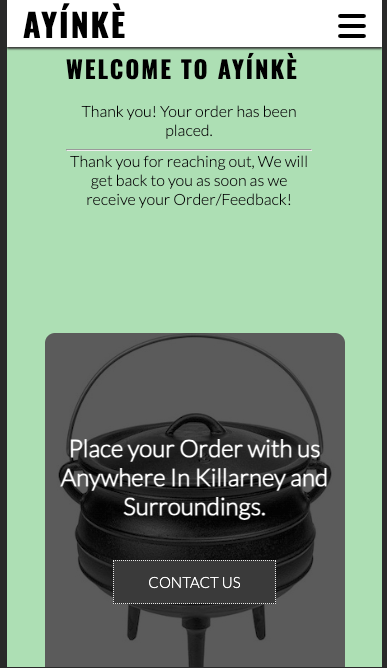 AYÍNKÈ
WELCOME TO AYÍNKÈ
Thank you! Your order has been
placed.
Thank you for reaching out, We will
get back to you as soon as we
receive your Order/Feedback!
Place your Order with us
Anywhere In Killarney and
Surroundings.
CONTACT US